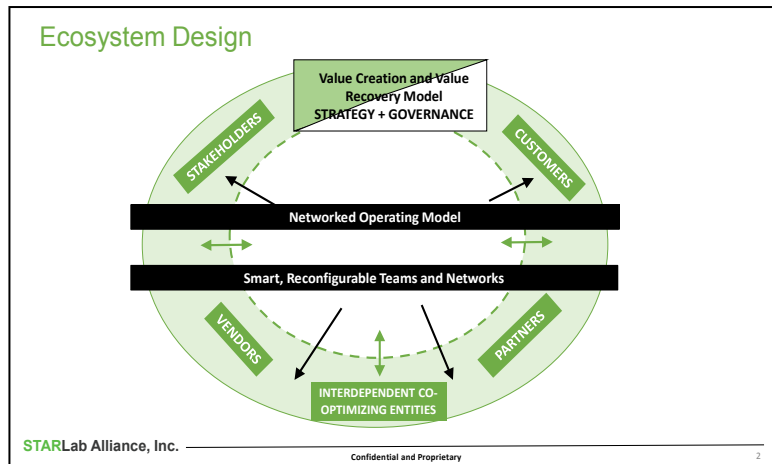 Ecosystem Design
Value Creation and Value
Recovery Model
STRATEGY + GOVERNANCE
STAKEHOLDERS
CUSTOMERS
Networked Operating Model
Smart, Reconfigurable Teams and Networks
VENDORS
PARTNERS
INTERDEPENDENT CO-
OPTIMIZING ENTITIES
STARLab Alliance, Inc.
Confidential and Proprietary
2